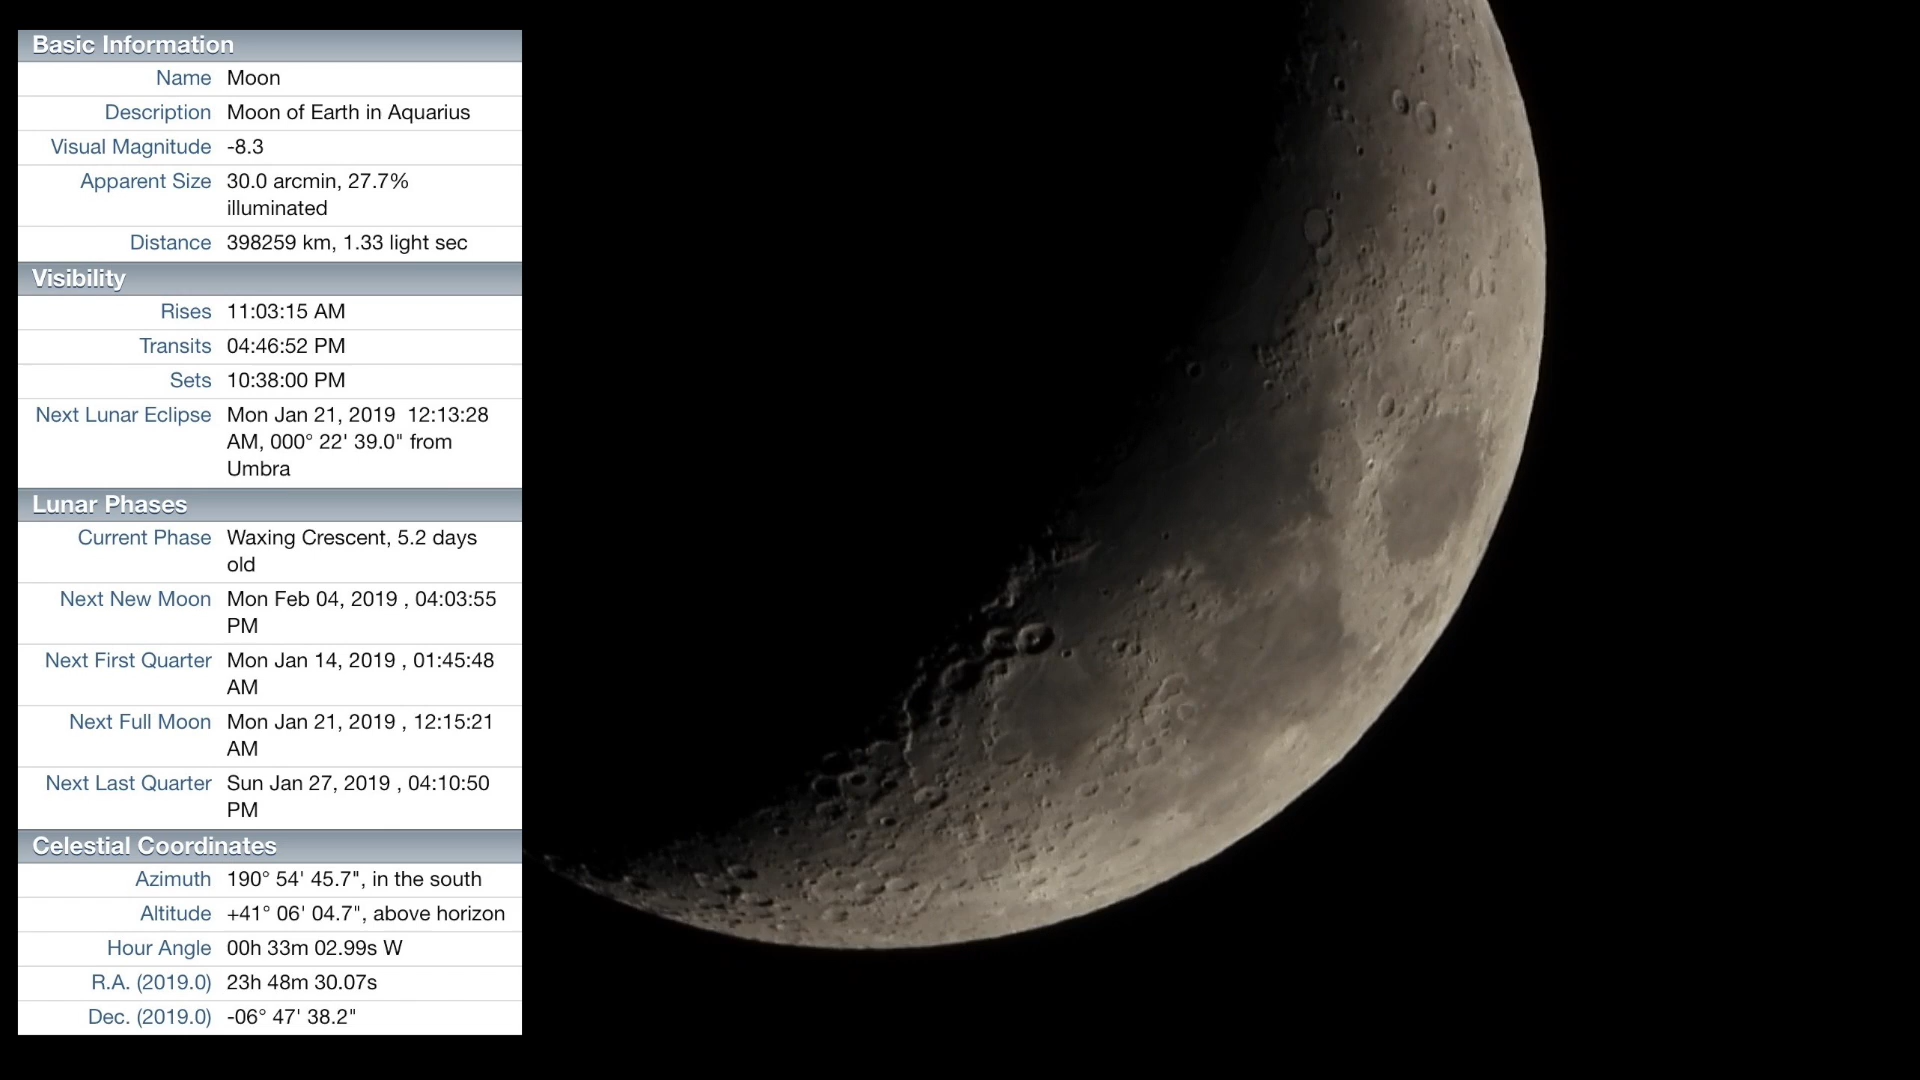 Basic Information
Name Moon
Description Moon of Earth in Aquarius
Visual Magnitude -8.3
Apparent Size 30.0 arcmin, 27.7%
illuminated
Distance 398259 km, 1.33 light sec
Visibility
Rises 11:03:15 AM
Transits 04:46:52 PM
Sets 10:38:00 PM
Next Lunar Eclipse Mon Jan 21, 2019  12:13:28
AM, 000° 22' 39.0" from
Umbra
Lunar Phases
Current Phase Waxing Crescent, 5.2 days
old
Next New Moon Mon Feb 04, 2019 , 04:03:55
PM
Next First Quarter Mon Jan 14, 2019 , 01:45:48
AM
Next Full Moon Mon Jan 21, 2019 , 12:15:21
AM
Next Last Quarter Sun Jan 27, 2019 , 04:10:50
PM
Celestial Coordinates
Azimuth 190° 54' 45.7", in the south
Altitude +41° 06' 04.7", above horizon
Hour Angle 00h 33m 02.99s W
R.A. (2019.0) 23h 48m 30.07s
Dec. (2019.0) -06° 47' 38.2"